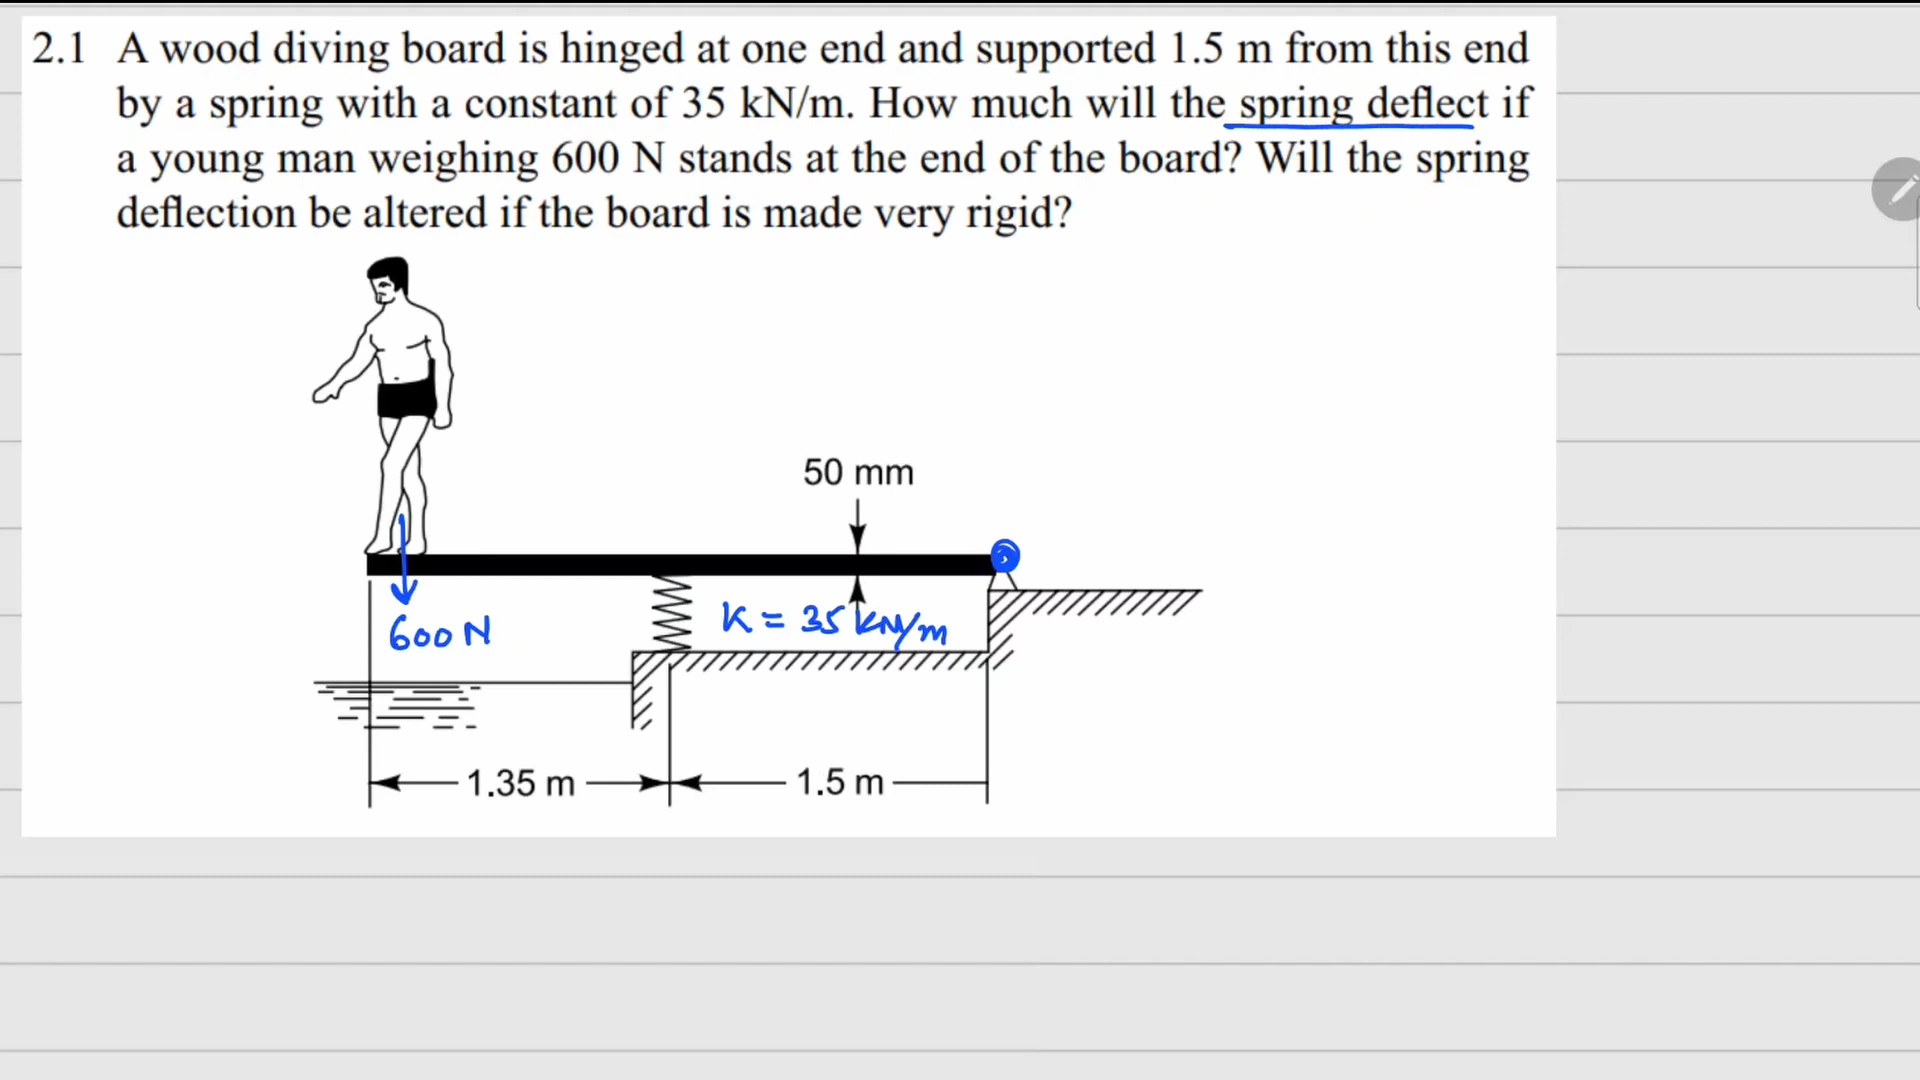 2.1 A wood diving board is hinged at one end and supported 1.5 m from this end
by a spring with a constant of 35 kN/m. How much will the spring deflect if
a young man weighing 600 N stands at the end of the board? Will the spring
deflection be altered if the board is made very rigid?
50 mm
600 N
K = 35 kN/m
1.35 m
1.5 m